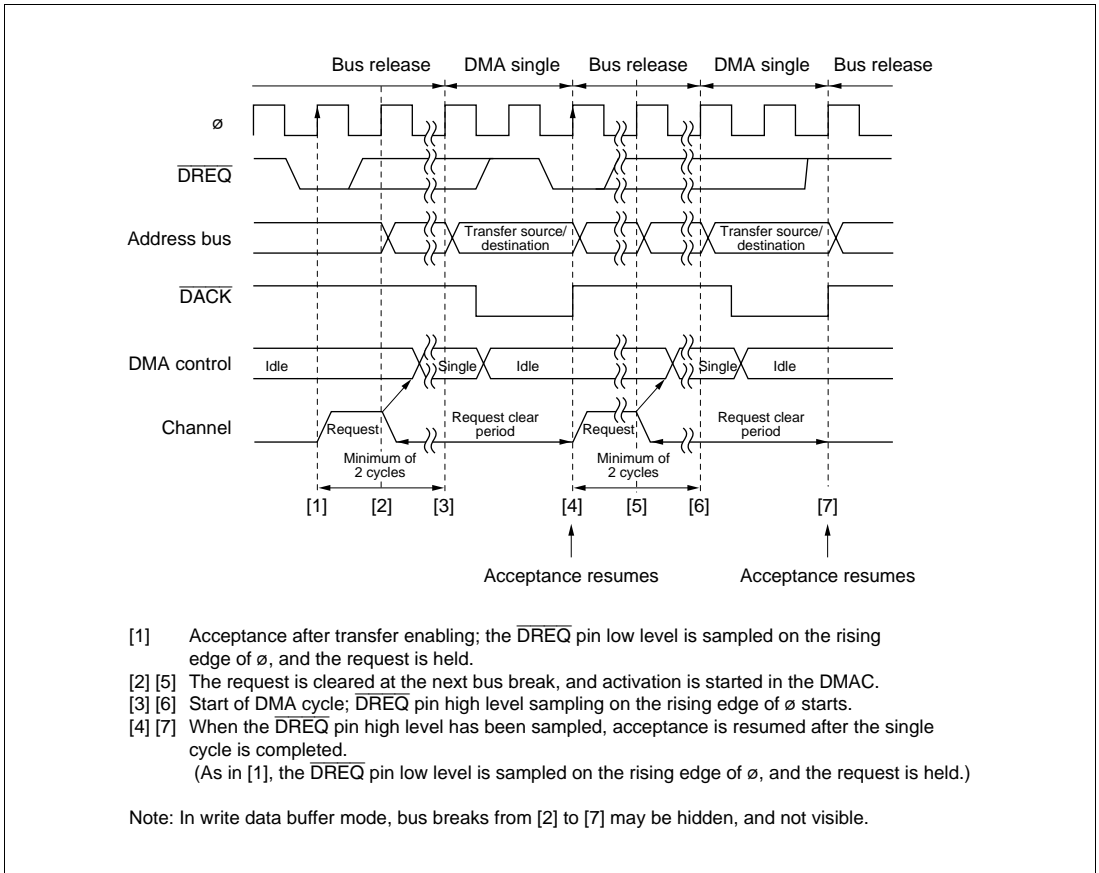 Bus release DMA single Bus release DMA single Bus release
ø
DREQ
Address bus
Transfer source/
destination
Transfer source/
destination
DACK
DMA control
Idle Single Idle Single Idle
Channel
Request
Request clear
period
Request
Request clear
period
Minimum of
2 cycles
Minimum of
2 cycles
[1] [2] [3] [4] [5] [6] [7]
Acceptance resumes Acceptance resumes
[1] Acceptance after transfer enabling; the DREQ pin low level is sampled on the rising
edge of ø, and the request is held.
[2] [5] The request is cleared at the next bus break, and activation is started in the DMAC.
[3] [6] Start of DMA cycle; DREQ pin high level sampling on the rising edge of ø starts.
[4] [7] When the DREQ pin high level has been sampled, acceptance is resumed after the single
cycle is completed.
(As in [1], the DREQ pin low level is sampled on the rising edge of ø, and the request is held.)
Note: In write data buffer mode, bus breaks from [2] to [7] may be hidden, and not visible.